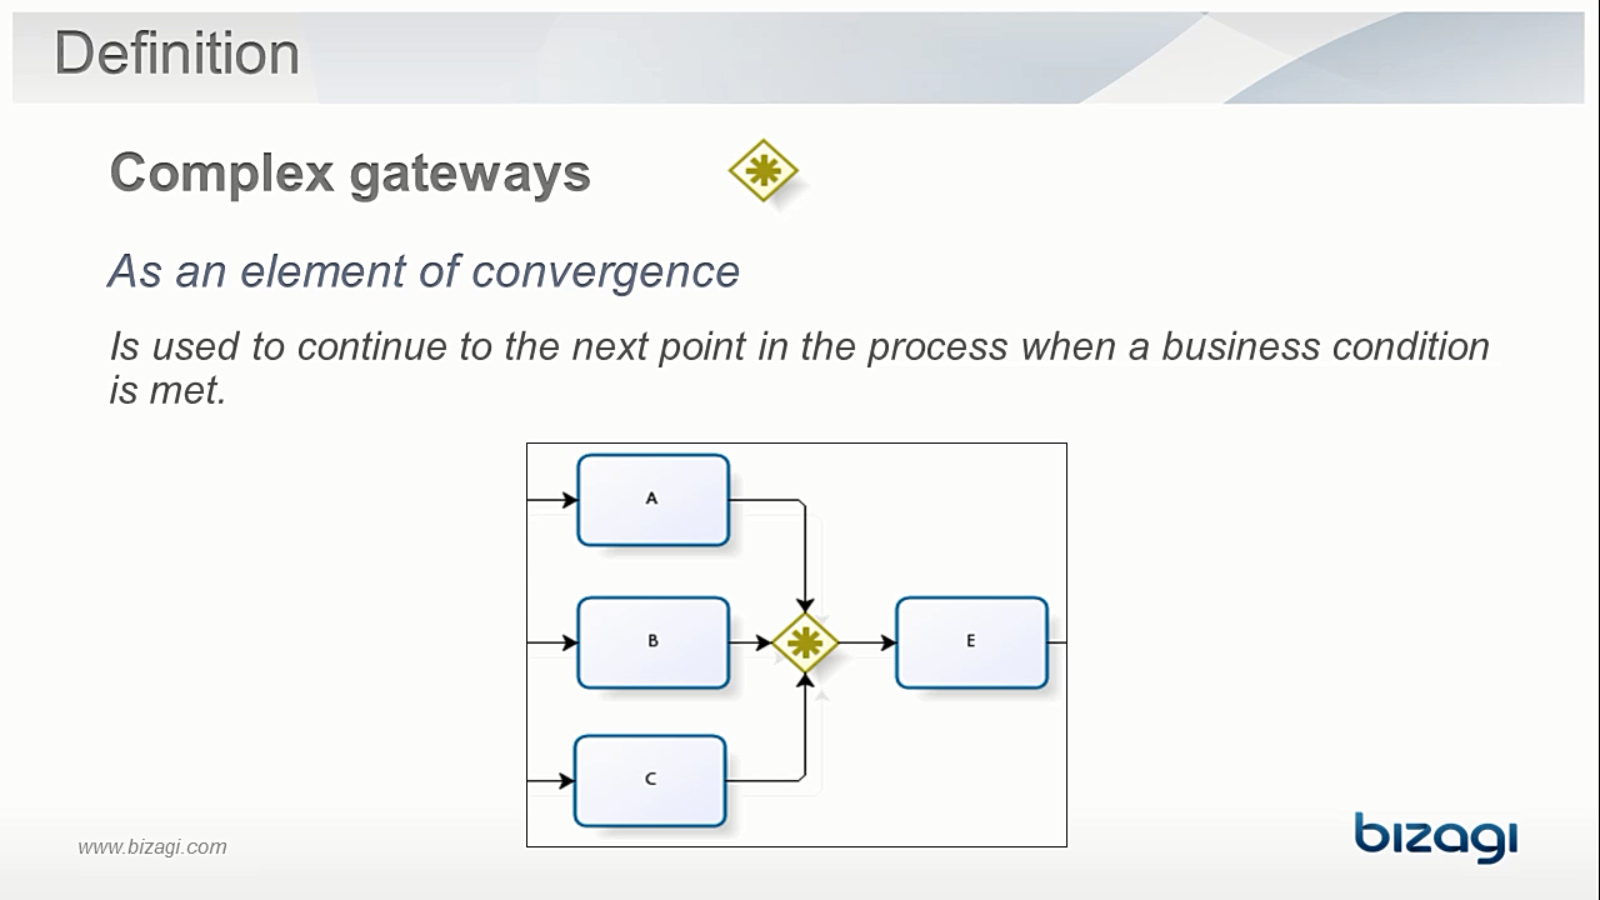 Definition
Complex gateways
As an element of convergence
Is used to continue to the next point in the process when a business condition
is met.
A
B
E
C
www.bizagi.com
bizagi